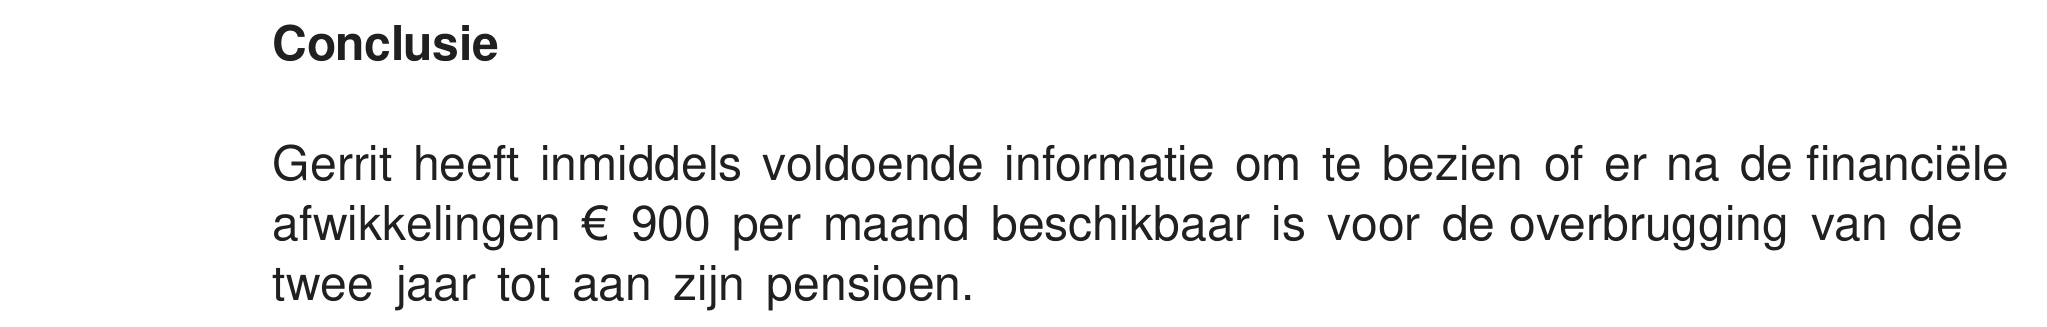 Conclusie
Gerrit heeft inmiddels voldoende informatie om te bezien of er na de financiële
afwikkelingen € 900 per maand beschikbaar is voor de overbrugging van de
twee jaar tot aan zijn pensioen.